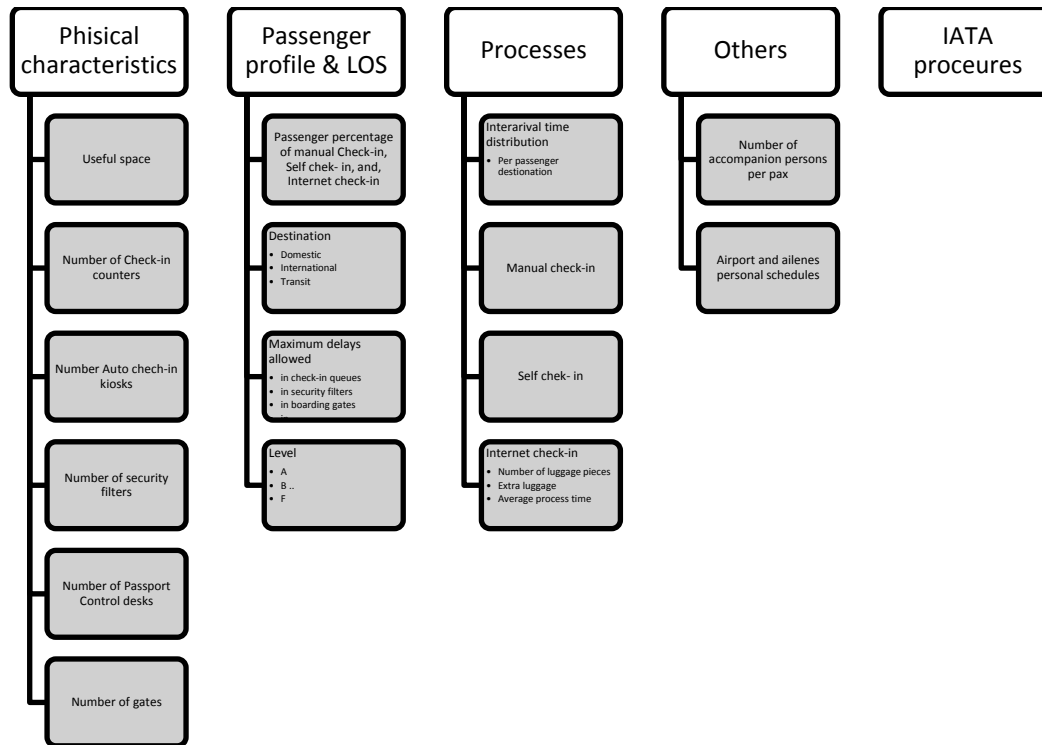 Phisical
characteristics
Useful space
Number of Check-in
counters
Number Auto chech-in
kiosks
Number of security
filters
Number of Passport
Control desks
Number of gates
Passenger
profile & LOS
Passenger percentage
of manual Check-in,
Self chek- in, and,
Internet check-in
Destination
• Domestic
• International
• Transit
Maximum delays
allowed
• in check-in queues
• in security filters
• in boarding gates
Level
• A
• B ..
• F
Processes
Interarival time
distribution
• Per passenger
destionation
Manual check-in
Self chek- in
Internet check-in
• Number of luggage pieces
• Extra luggage
• Average process time
Others
Number of
accompanion persons
per pax
Airport and ailenes
personal schedules
IATA
proceures